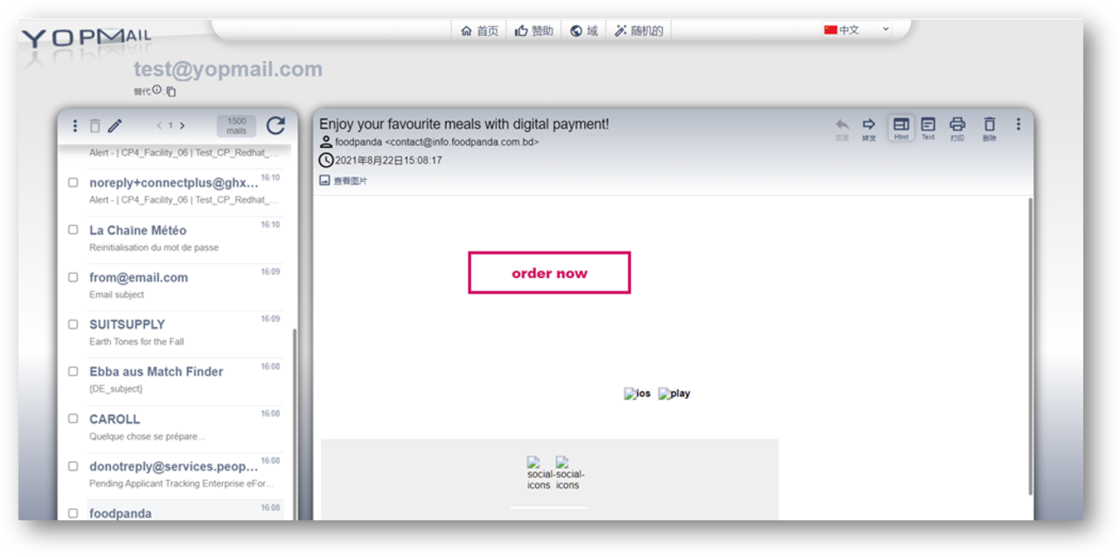 YOPMAIL
首页 赞助 域 随机的 中文
test@yopmail.com
替代
1
1500
mails
Alert - | CP4_Facility_06 | Test_CP_Redhat_...
noreply+connectplus@ghx... 16:10
Alert - | CP4_Facility_06 | Test_CP_Redhat_...
La Chaîne Météo 16:10
Reinitialisation du mot de passe
from@email.com 16:09
Email subject
SUITSUPPLY 16:09
Earth Tones for the Fall
Ebba aus Match Finder 16:08
{DE_subject}
CAROLL 16:08
Quelque chose se prépare...
donotreply@services.peop... 16:08
Pending Applicant Tracking Enterprise eFor...
foodpanda 16:08
Enjoy your favourite meals with digital payment!
foodpanda <contact@info.foodpanda.com.bd>
2021年8月22日15:08:17
查看图片
回复 转发 Html Text 打印 删除
order now
ios play
social-icons social-icons